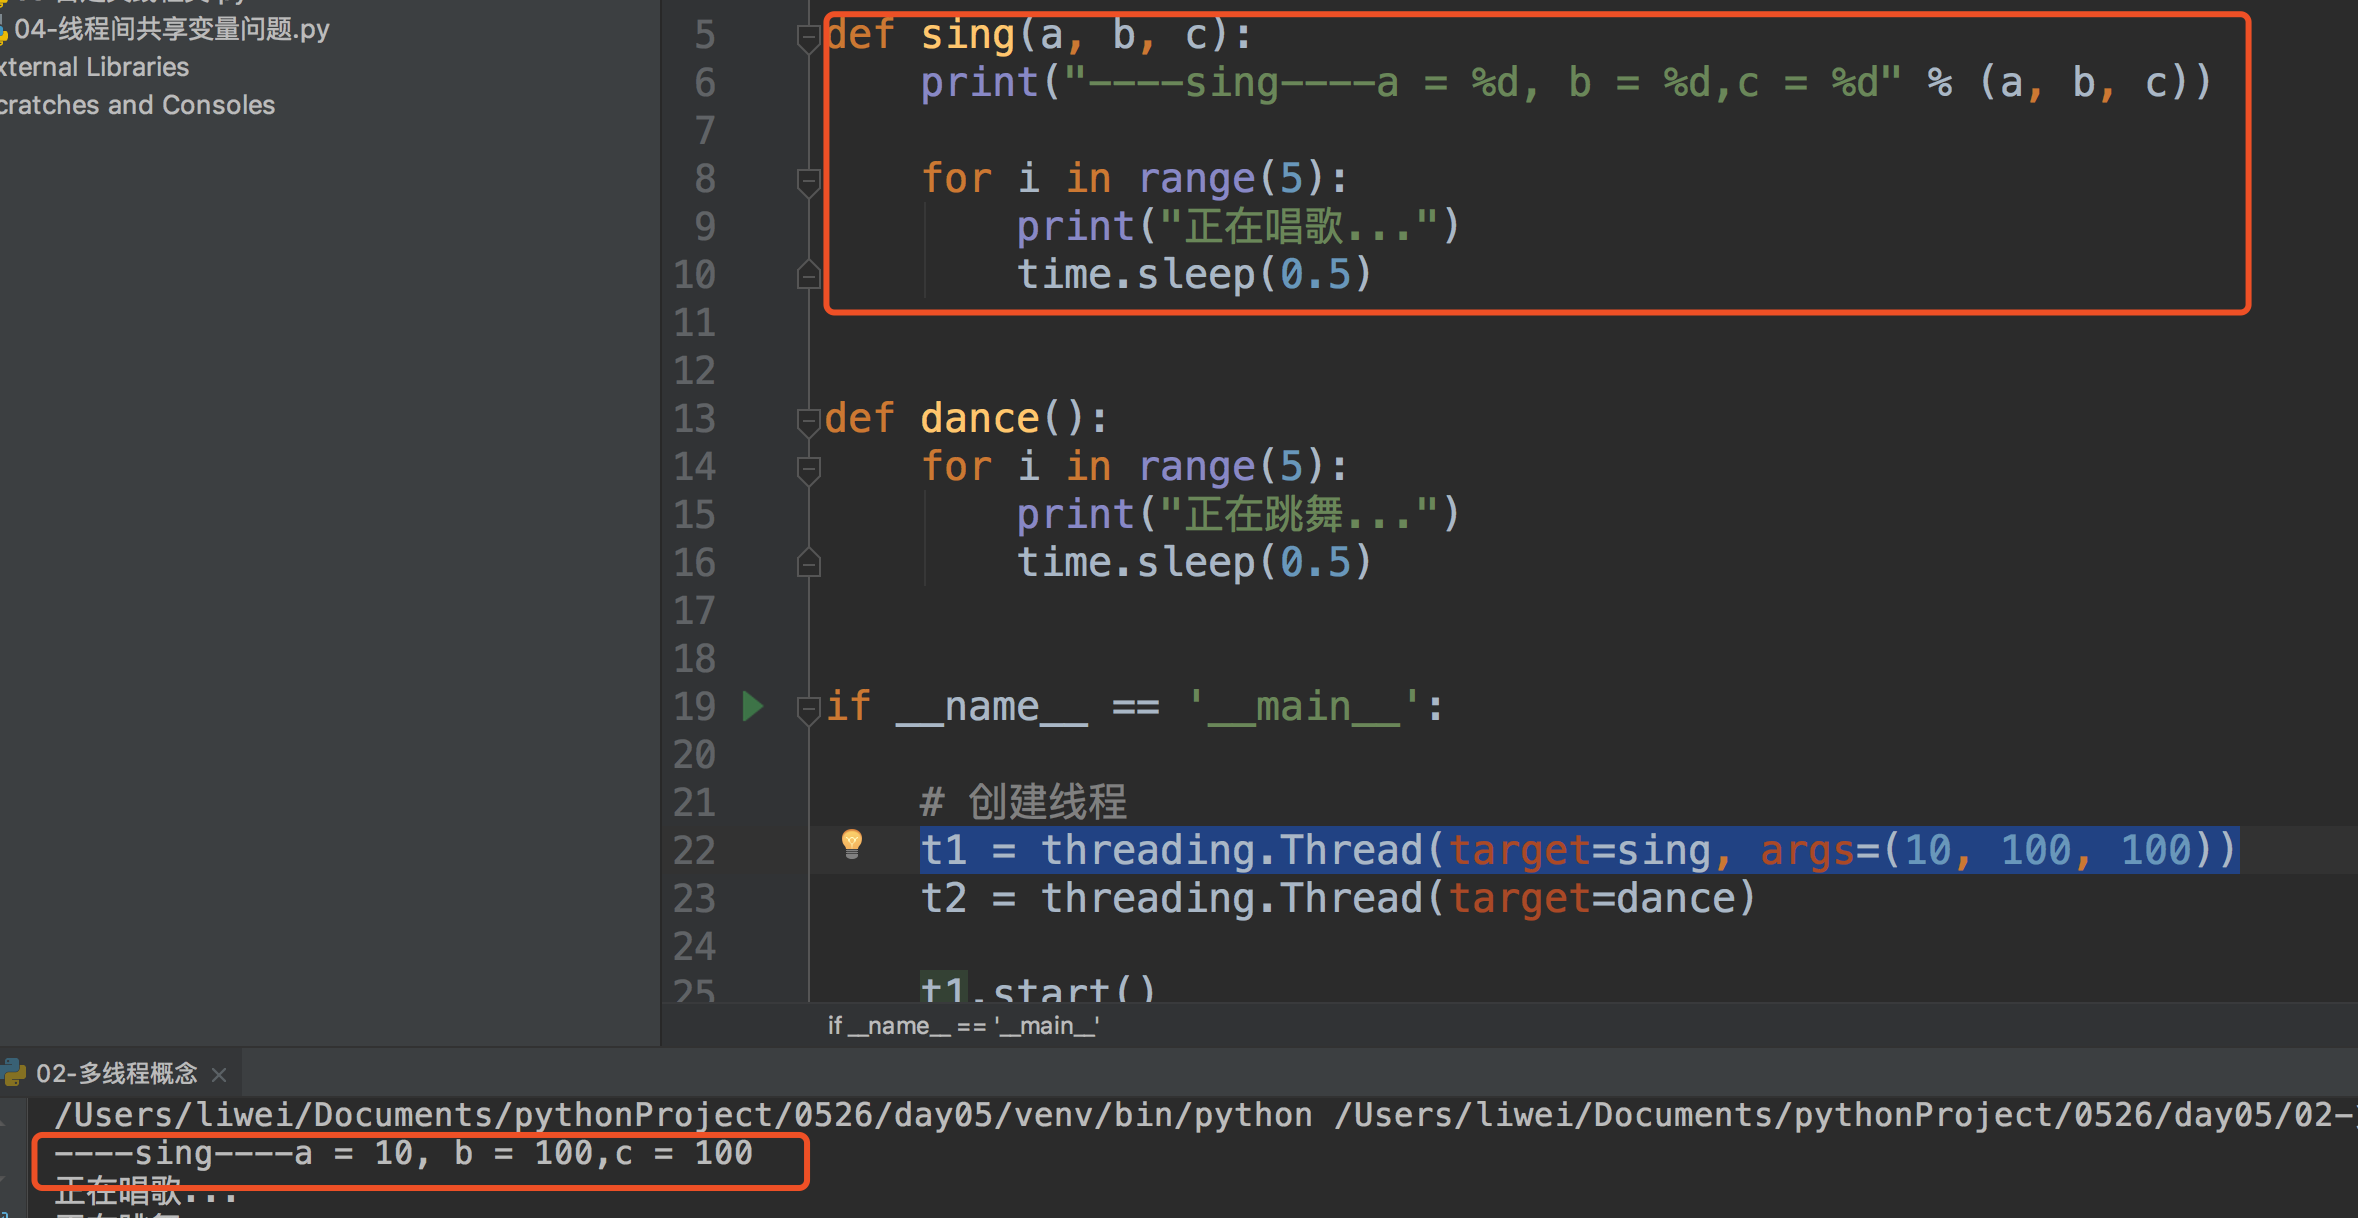 04-线程间共享变量问题.py
xternal Libraries
cratches and Consoles
5 def sing(a, b, c):
6 print("----sing----a = %d, b = %d,c = %d" % (a, b, c))
7
8 for i in range(5):
9 print("正在唱歌...")
10 time.sleep(0.5)
11
12
13 def dance():
14 for i in range(5):
15 print("正在跳舞...")
16 time.sleep(0.5)
17
18
19 if __name__ == '__main__':
20
21 # 创建线程
22 t1 = threading.Thread(target=sing, args=(10, 100, 100))
23 t2 = threading.Thread(target=dance)
24
25 t1.start()
if __name__ == '__main__'
02-多线程概念
/Users/liwei/Documents/pythonProject/0526/day05/venv/bin/python /Users/liwei/Documents/pythonProject/0526/day05/02-
----sing----a = 10, b = 100,c = 100
正在唱歌...